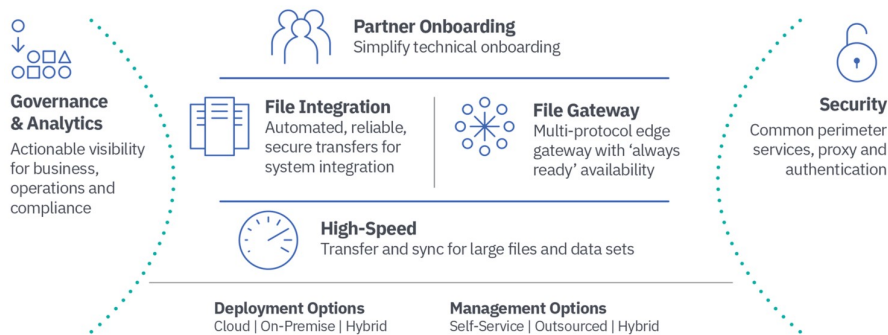 Partner Onboarding
Simplify technical onboarding
Governance
& Analytics
Actionable visibility
for business,
operations and
compliance
File Integration
Automated, reliable,
secure transfers for
system integration
File Gateway
Multi-protocol edge
gateway with ‘always
ready’ availability
Security
Common perimeter
services, proxy and
authentication
High-Speed
Transfer and sync for large files and data sets
Deployment Options
Cloud | On-Premise | Hybrid
Management Options
Self-Service | Outsourced | Hybrid